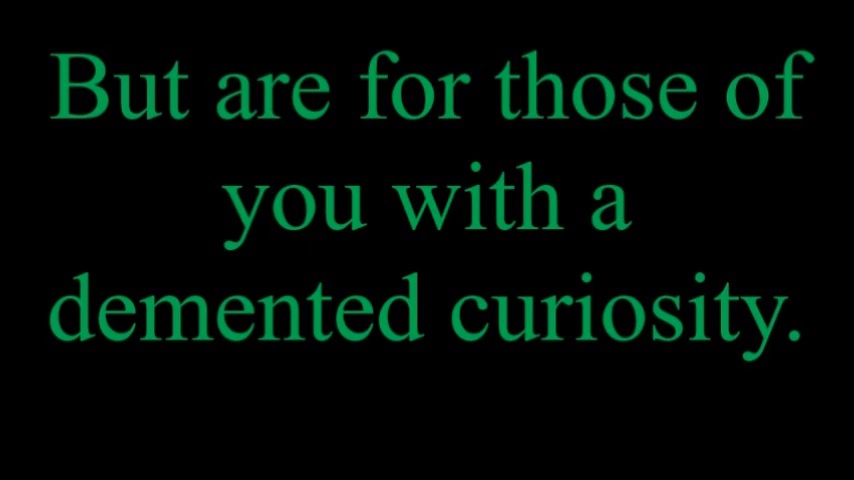 But are for those of
you with a
demented curiosity.